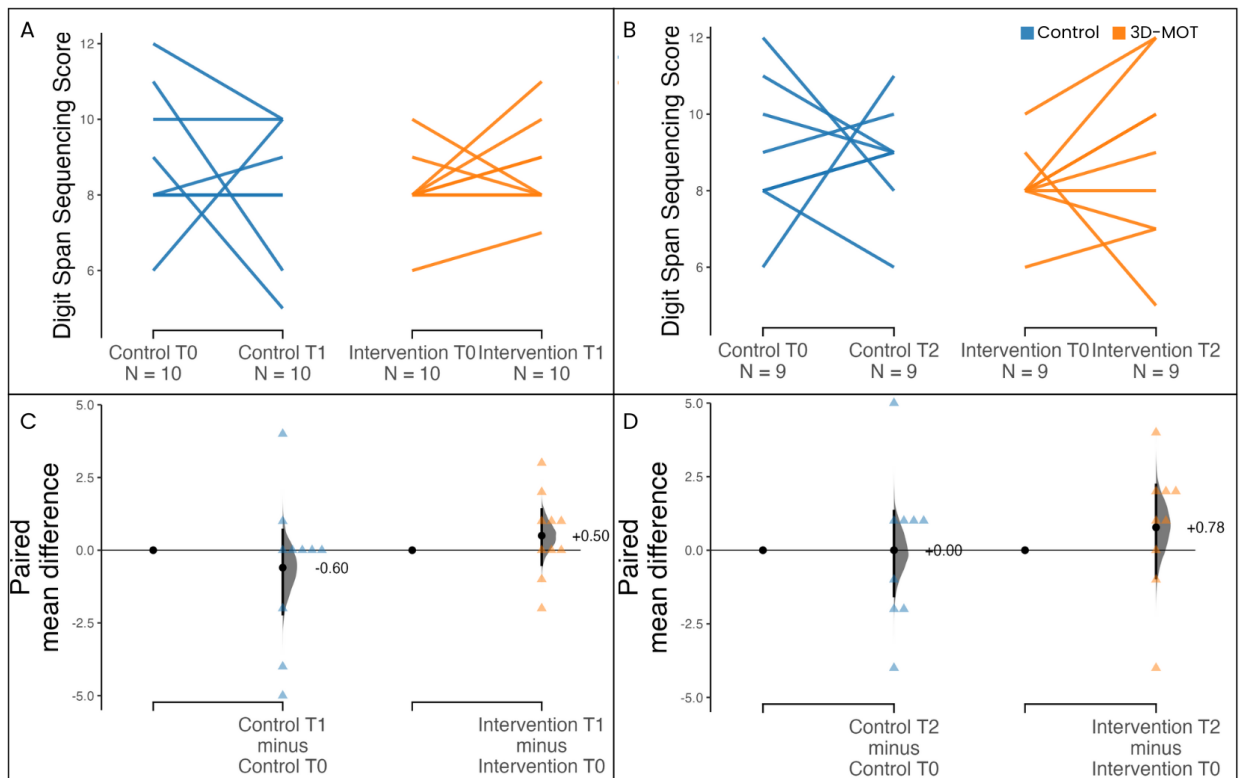 A
Digit Span Sequencing Score
12
10
8
6
Control T0
N = 10
Control T1
N = 10
Intervention T0
N = 10
Intervention T1
N = 10
B
Control
3D-MOT
Digit Span Sequencing Score
12
10
8
6
Control T0
N = 9
Control T2
N = 9
Intervention T0
N = 9
Intervention T2
N = 9
C
Paired
mean difference
5.0
2.5
0.0
-2.5
-5.0
-0.60
+0.50
Control T1
minus
Control T0
Intervention T1
minus
Intervention T0
D
Paired
mean difference
5.0
2.5
0.0
-2.5
-5.0
+0.00
+0.78
Control T2
minus
Control T0
Intervention T2
minus
Intervention T0